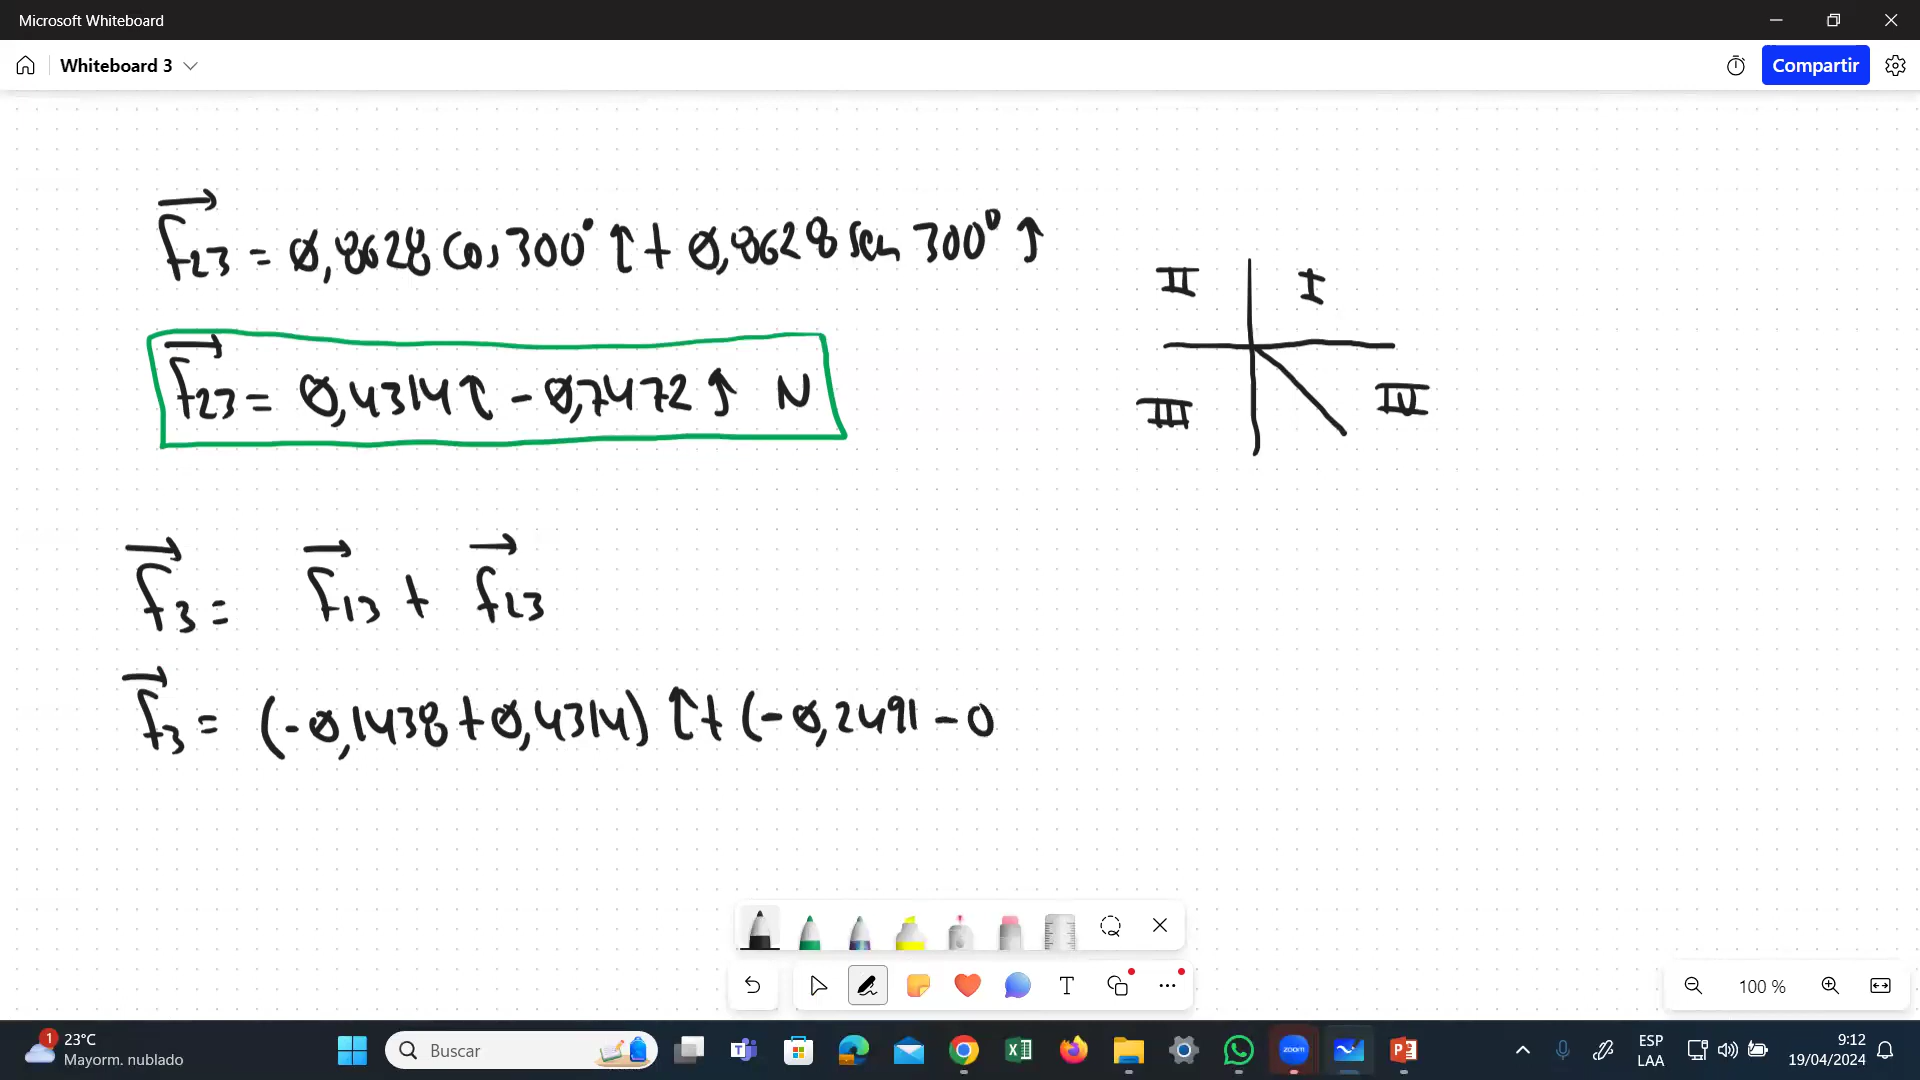 Microsoft Whiteboard
Whiteboard 3
Compartir
f23 = 0,8628 cos 300° î + 0,8628 sen 300° ĵ
II I
f23 = 0,4314 î - 0,7472 ĵ N
III IV
f3 = f13 + f23
f3 = (-0,1438 + 0,4314) î + (-0,2491 - 0
100 %
1 23°C
Mayorm. nublado
Buscar
zoom
ESP
LAA
9:12
19/04/2024